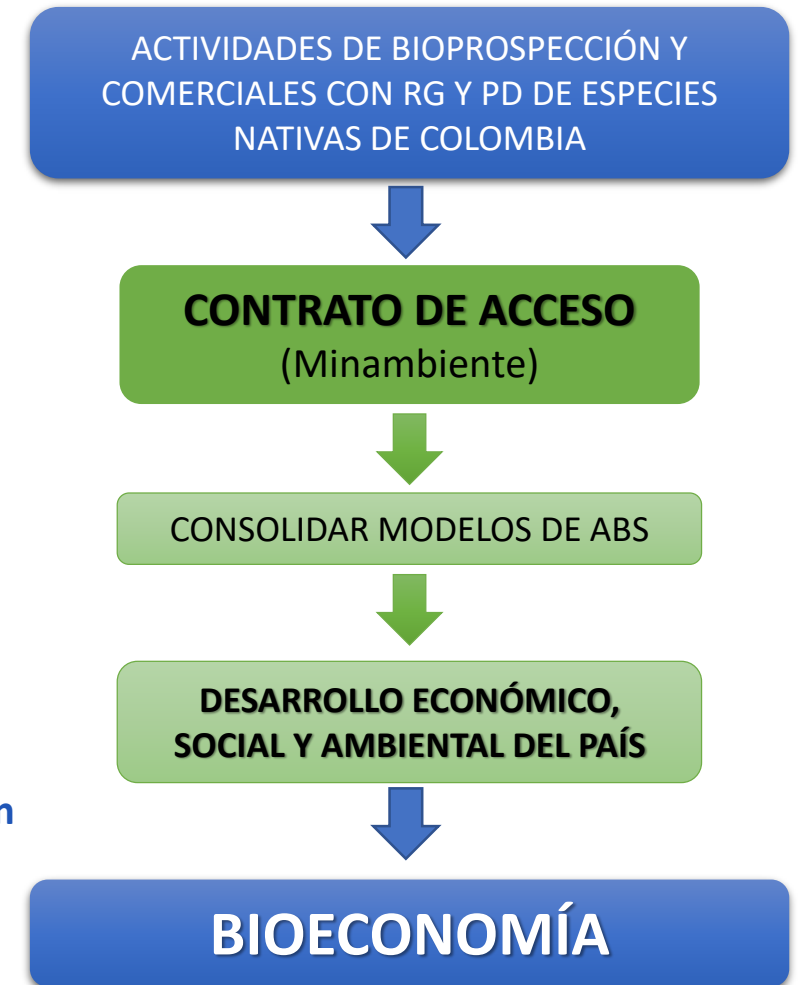 ACTIVIDADES DE BIOPROSPECCIÓN Y
COMERCIALES CON RG Y PD DE ESPECIES
NATIVAS DE COLOMBIA
CONTRATO DE ACCESO
(Minambiente)
CONSOLIDAR MODELOS DE ABS
DESARROLLO ECONÓMICO,
SOCIAL Y AMBIENTAL DEL PAÍS
n
BIOECONOMÍA